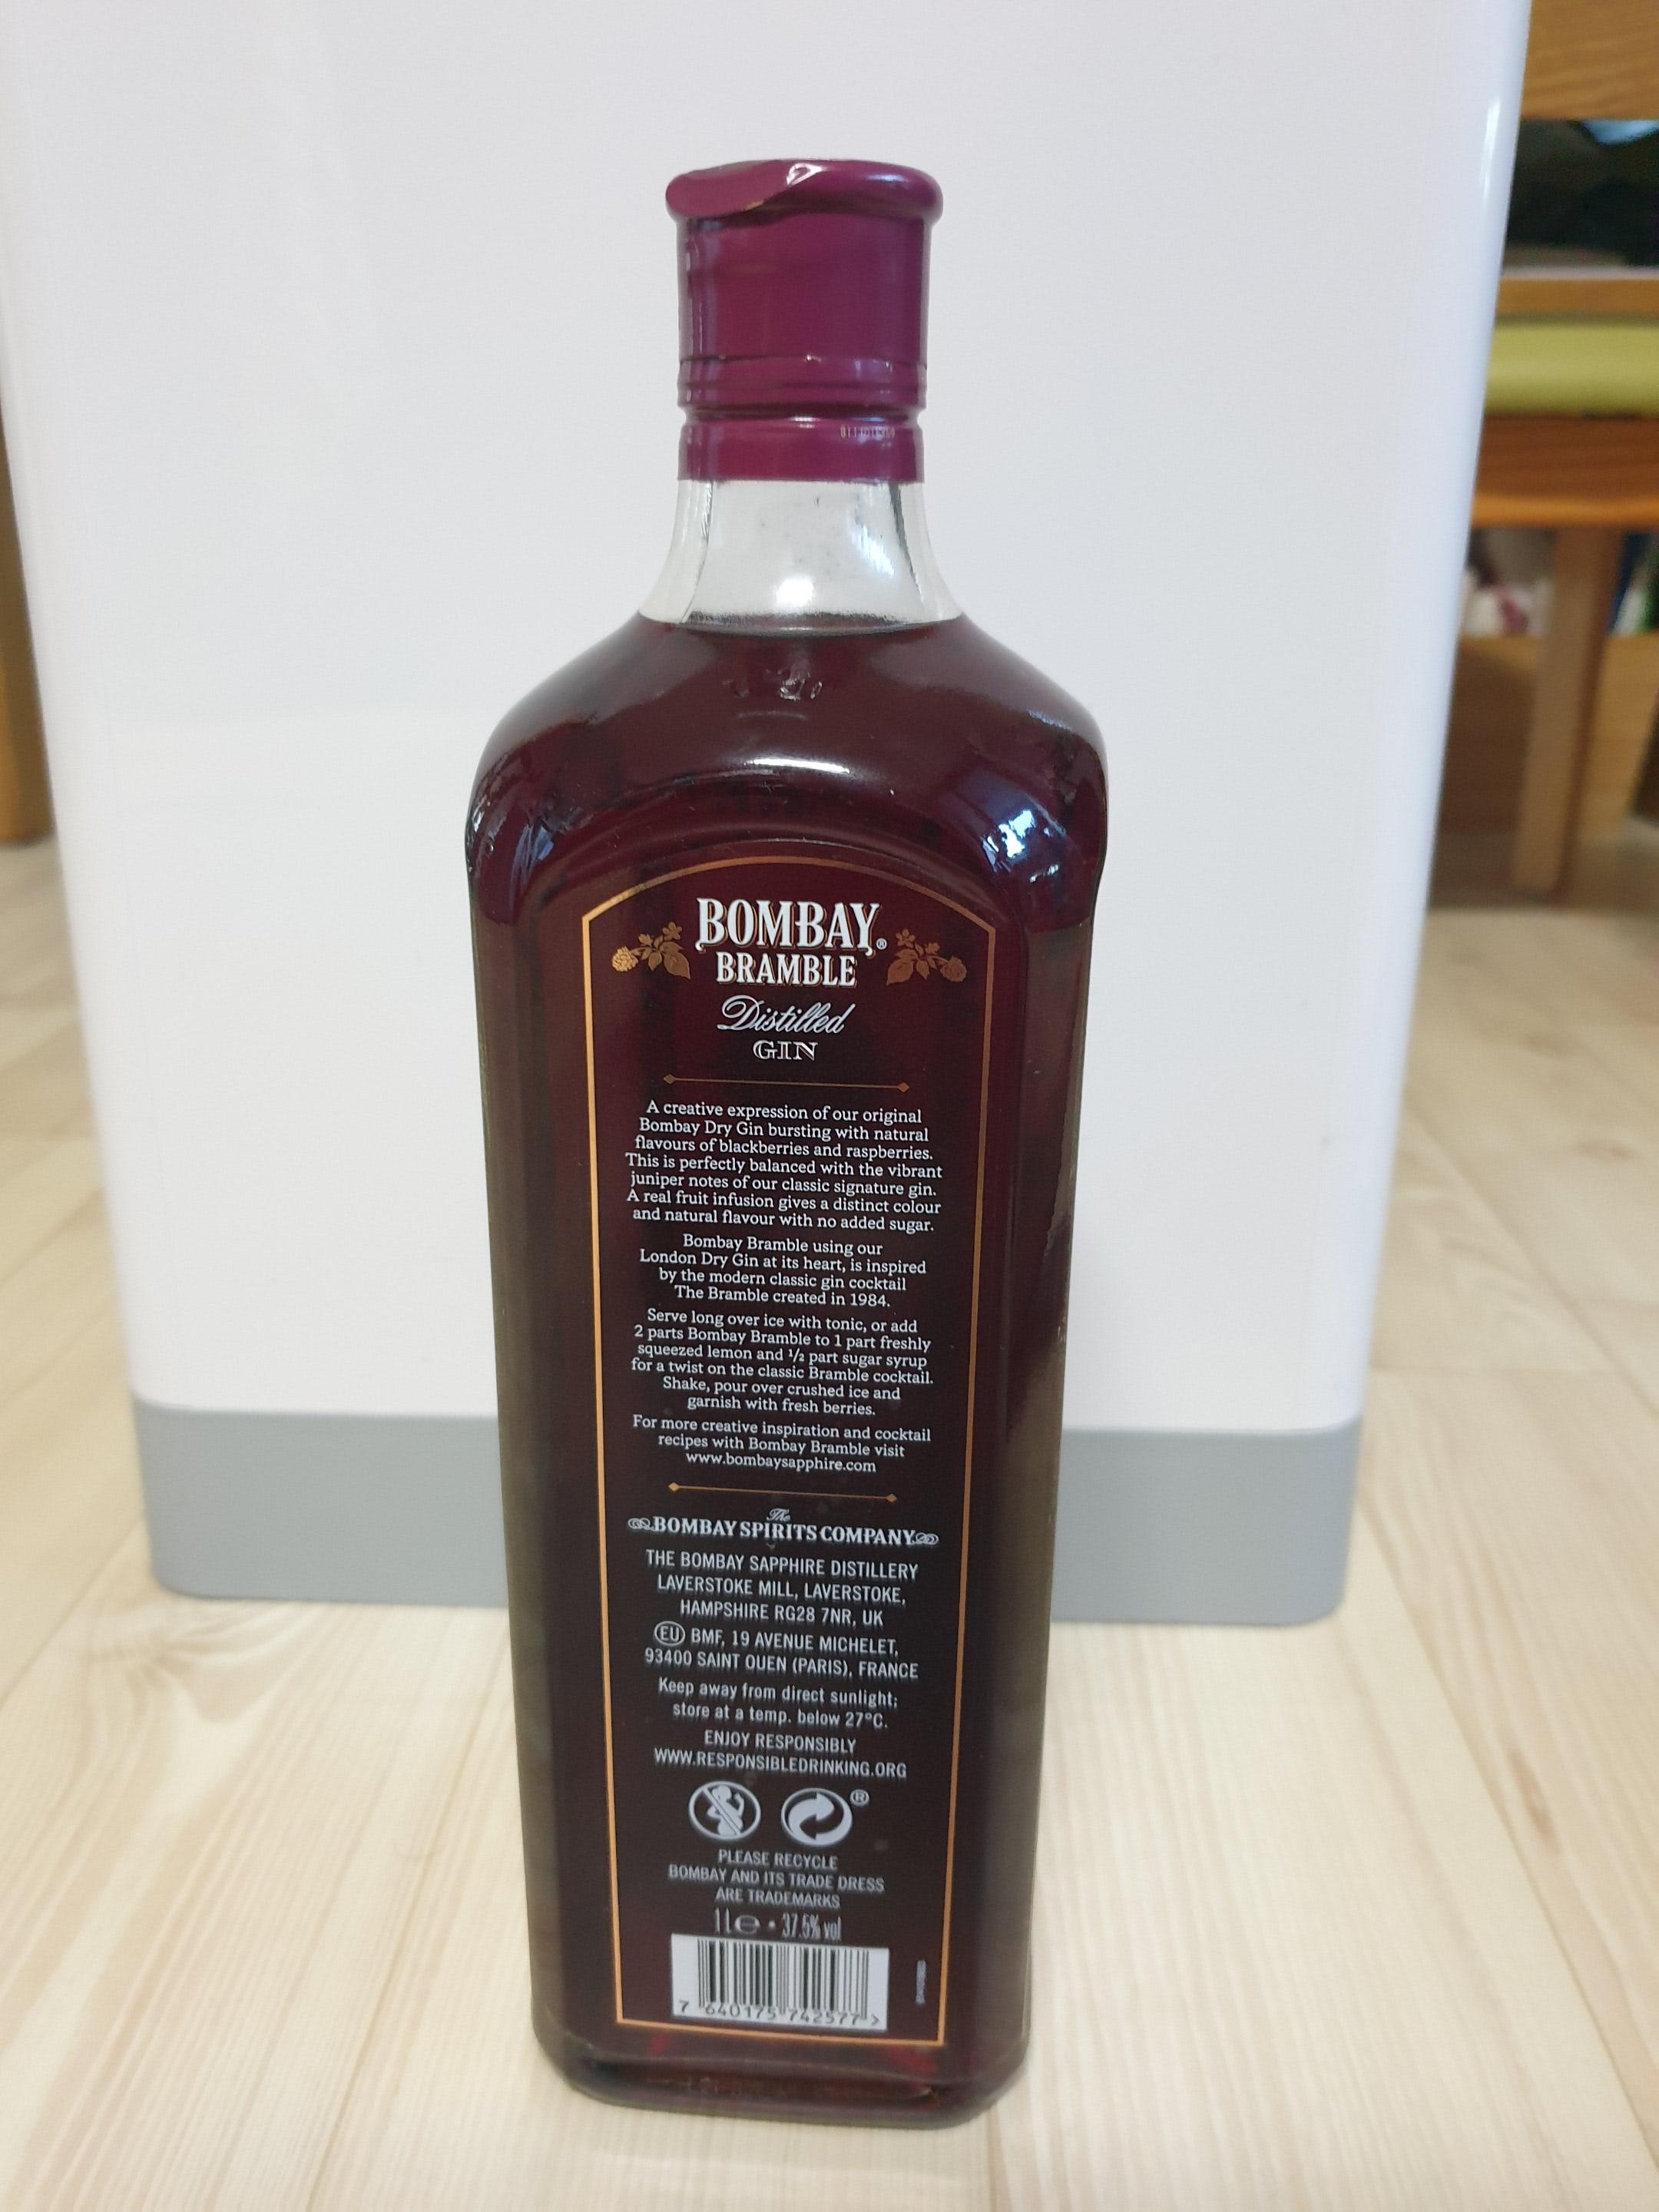 BOMBAY®
BRAMBLE
Distilled
GIN
A creative expression of our original
Bombay Dry Gin bursting with natural
flavours of blackberries and raspberries.
This is perfectly balanced with the vibrant
juniper notes of our classic signature gin.
A real fruit infusion gives a distinct colour
and natural flavour with no added sugar.
Bombay Bramble using our
London Dry Gin at its heart, is inspired
by the modern classic gin cocktail
The Bramble created in 1984.
Serve long over ice with tonic, or add
2 parts Bombay Bramble to 1 part freshly
squeezed lemon and ½ part sugar syrup
for a twist on the classic Bramble cocktail.
Shake, pour over crushed ice and
garnish with fresh berries.
For more creative inspiration and cocktail
recipes with Bombay Bramble visit
www.bombaysapphire.com
The
BOMBAY SPIRITS COMPANY
THE BOMBAY SAPPHIRE DISTILLERY
LAVERSTOKE MILL, LAVERSTOKE,
HAMPSHIRE RG28 7NR, UK
EU BMF, 19 AVENUE MICHELET,
93400 SAINT OUEN (PARIS), FRANCE
Keep away from direct sunlight;
store at a temp. below 27°C.
ENJOY RESPONSIBLY
WWW.RESPONSIBLEDRINKING.ORG
®
PLEASE RECYCLE
BOMBAY AND ITS TRADE DRESS
ARE TRADEMARKS
1L℮ • 37.5% vol
7 640175 742577 >